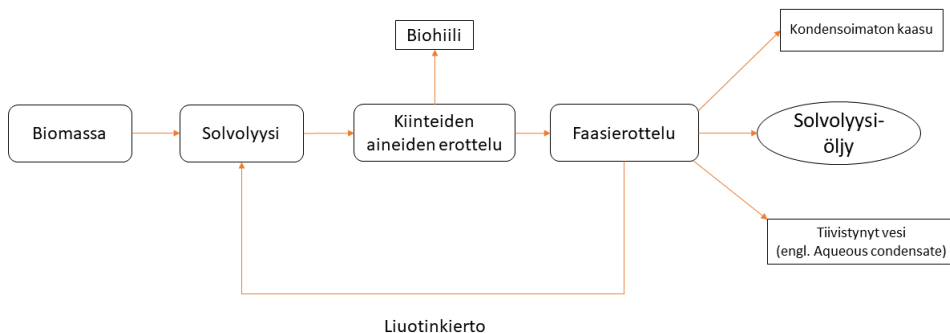 Biohiili
Kondensoimaton kaasu
Biomassa
Solvolyysi
Kiinteiden
aineiden erottelu
Faasierottelu
Solvolyysi-
öljy
Tiivistynyt vesi
(engl. Aqueous condensate)
Liuotinkierto